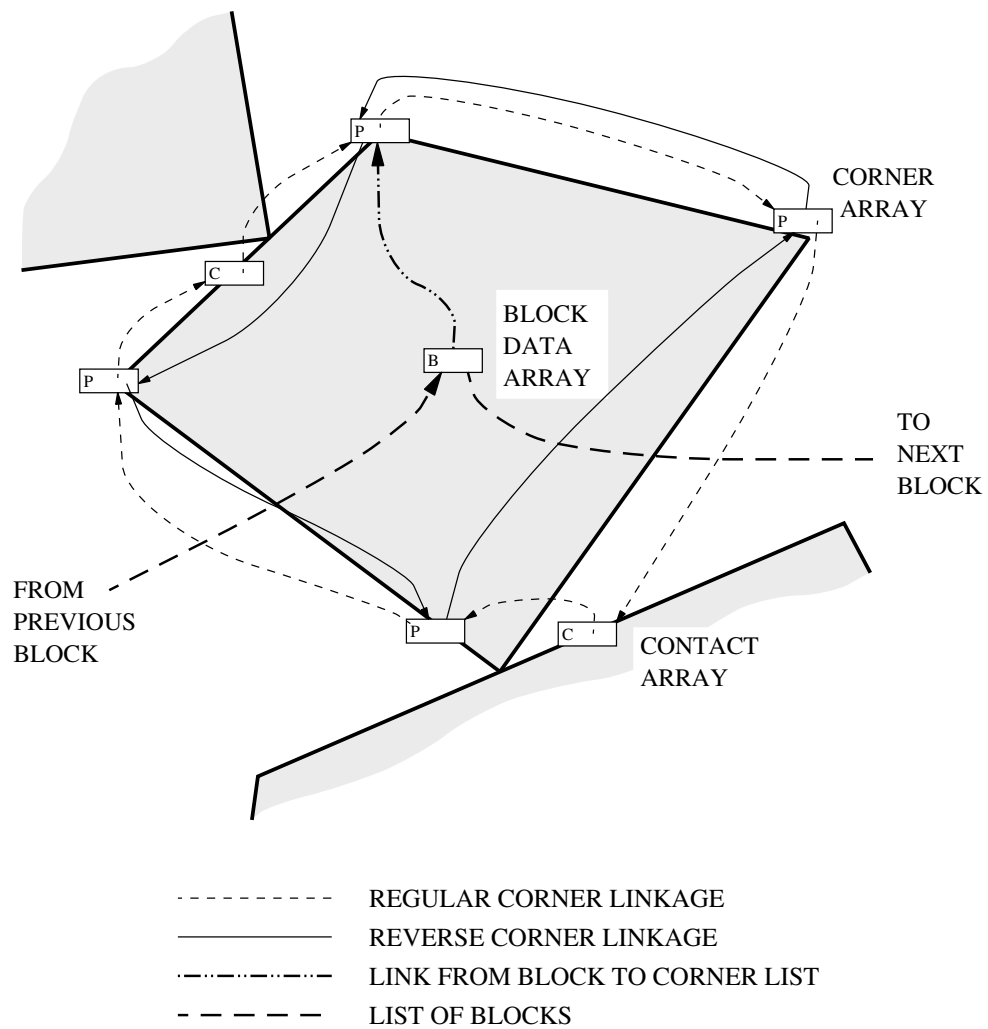 P
CORNER
ARRAY
P
C
BLOCK
DATA
ARRAY
B
P
TO
NEXT
BLOCK
FROM
PREVIOUS
BLOCK
P
C
CONTACT
ARRAY
REGULAR CORNER LINKAGE
REVERSE CORNER LINKAGE
LINK FROM BLOCK TO CORNER LIST
LIST OF BLOCKS